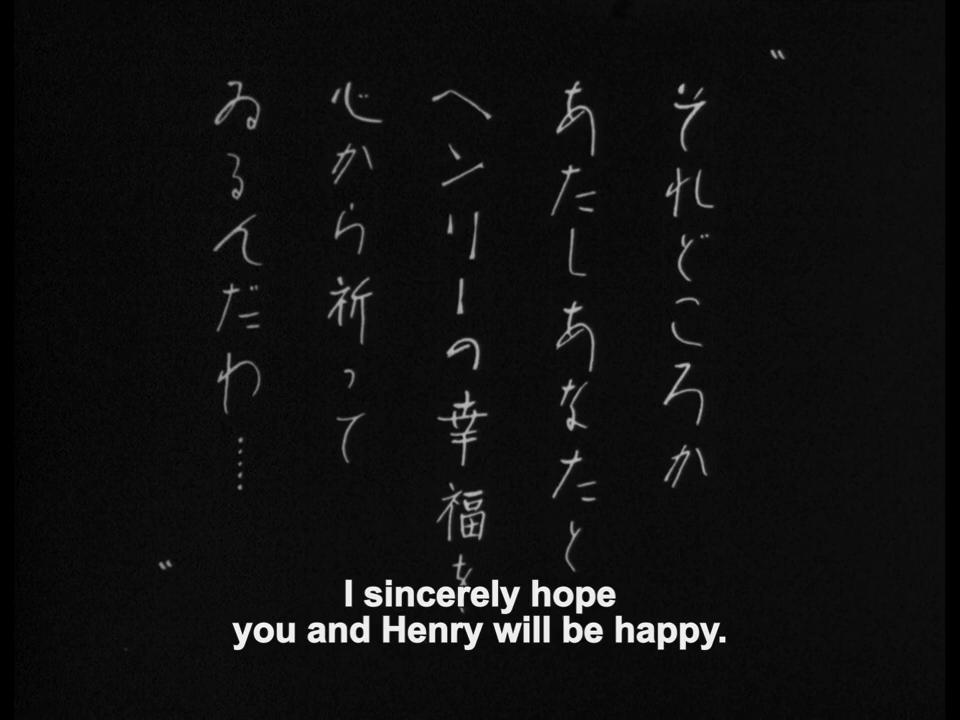 〝それどころか
あたしあなたと
ヘンリーの幸福を
心から祈って
ゐるんだわ……〟
I sincerely hope
you and Henry will be happy.